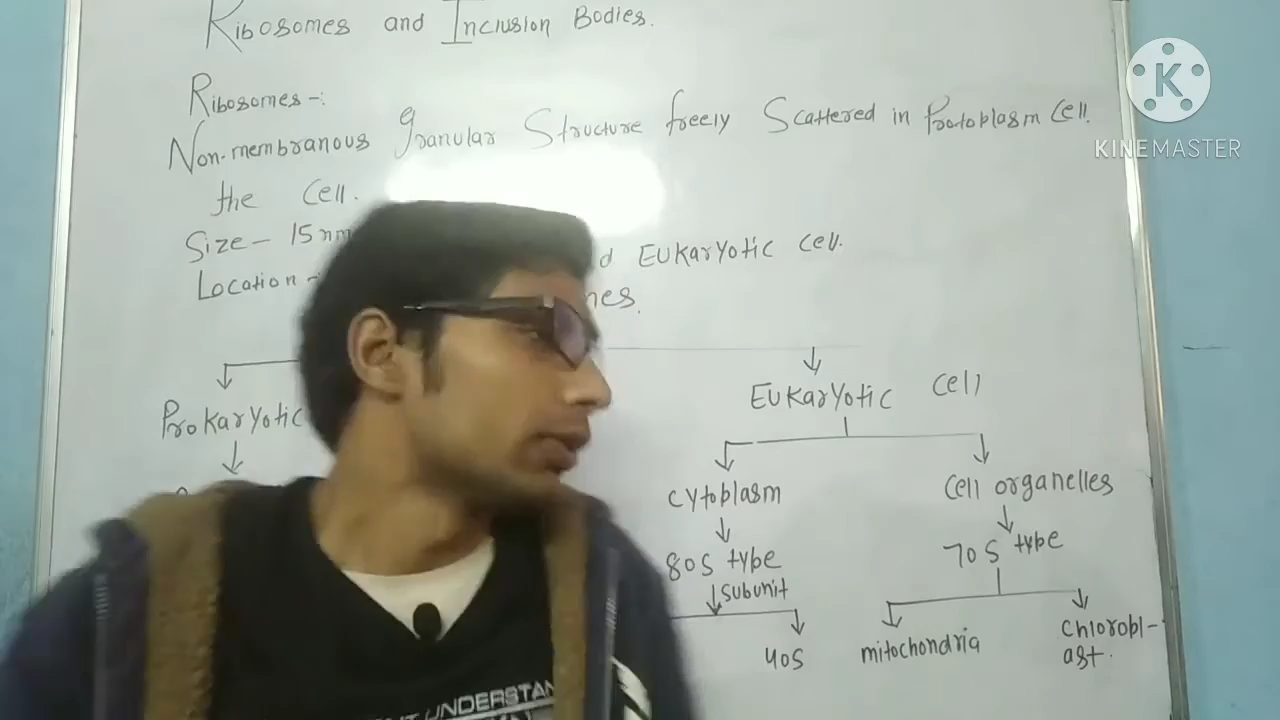 Ribosomes and Inclusion Bodies.
Ribosomes -:
Non-membranous granular Structure freely Scattered in Protoplasm Cell.
the Cell.
Size - 15 nm
Location - d Eukaryotic Cell.
nes.
Prokaryotic
Eukaryotic Cell
Cytoplasm
Cell organelles
80S type
70S type
subunit
40S
mitochondria
Chloropl-
ast.
K
KINEMASTER
UNDERSTAN